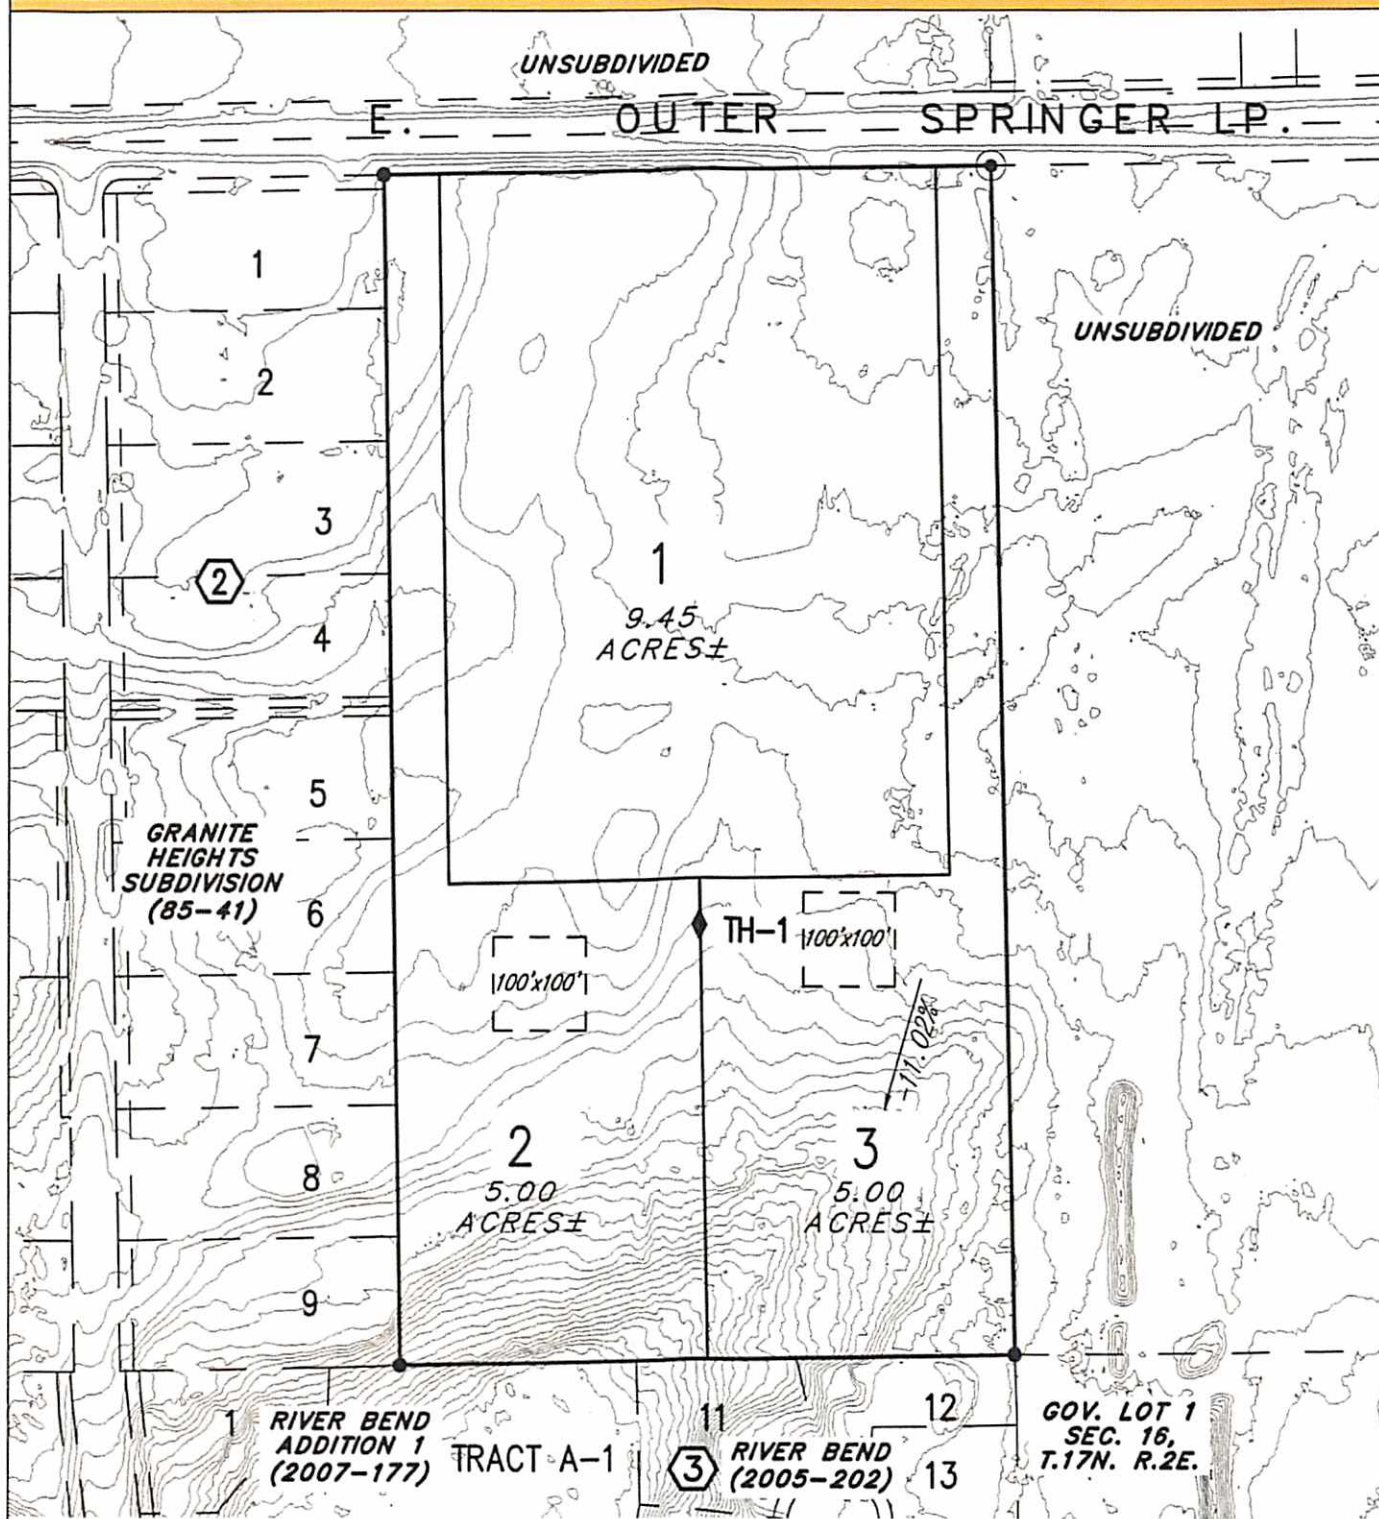 UNSUBDIVIDED
E. OUTER SPRINGER LP.
1
2
3
2
4
5
GRANITE
HEIGHTS
SUBDIVISION
(85-41)
6
7
8
9
UNSUBDIVIDED
1
9.45
ACRES±
TH-1
100'x100'
100'x100'
-11.02%
2
5.00
ACRES±
3
5.00
ACRES±
1
RIVER BEND
ADDITION 1
(2007-177)
TRACT A-1
11
3
RIVER BEND
(2005-202)
12
13
GOV. LOT 1
SEC. 16,
T.17N. R.2E.